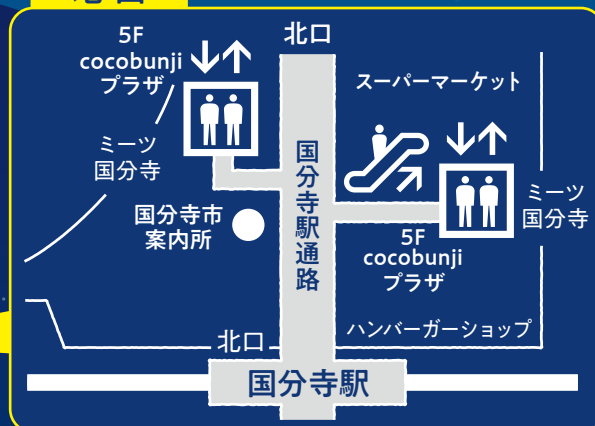 5F
cocobunji
プラザ
北口
スーパーマーケット
ミーツ
国分寺
国分寺駅通路
ミーツ
国分寺
国分寺市
案内所
5F
cocobunji
プラザ
北口
ハンバーガーショップ
国分寺駅